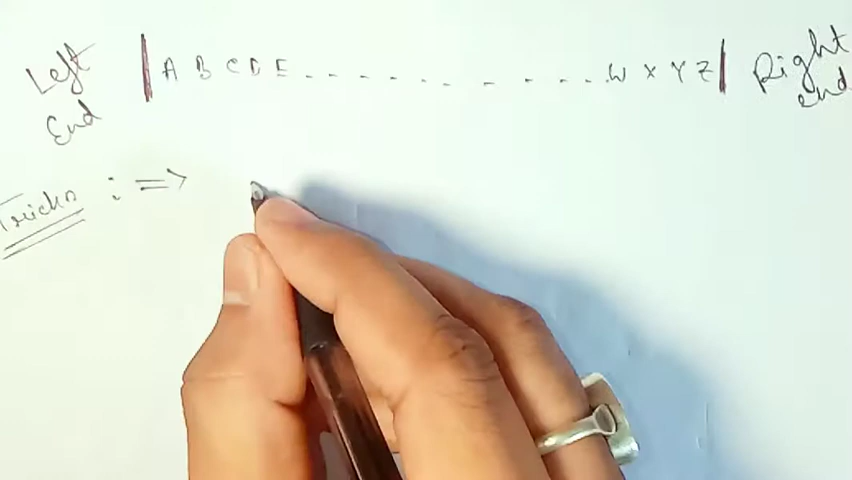 Left End | A B C D E . - - - - - - - - - - . . W X Y Z | Right end
Tricks : =>